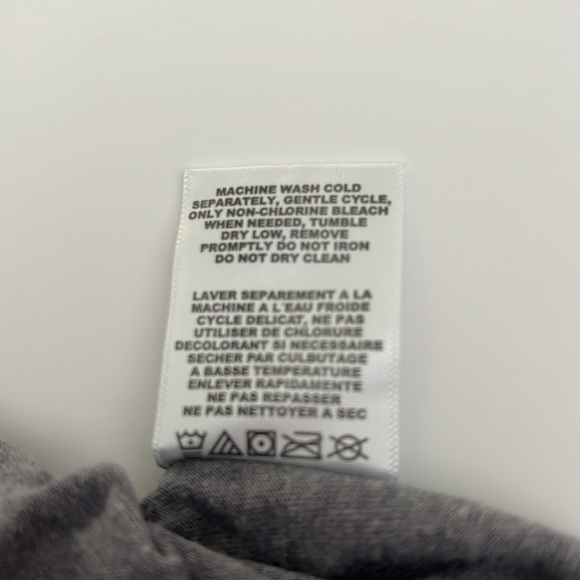 MACHINE WASH COLD
SEPARATELY, GENTLE CYCLE,
ONLY NON-CHLORINE BLEACH
WHEN NEEDED, TUMBLE
DRY LOW, REMOVE
PROMPTLY DO NOT IRON
DO NOT DRY CLEAN
LAVER SEPAREMENT A LA
MACHINE A L'EAU FROIDE
CYCLE DELICAT, NE PAS
UTILISER DE CHLORURE
DECOLORANT SI NECESSAIRE
SECHER PAR CULBUTAGE
A BASSE TEMPERATURE
ENLEVER RAPIDAMENTE
NE PAS REPASSER
NE PAS NETTOYER A SEC